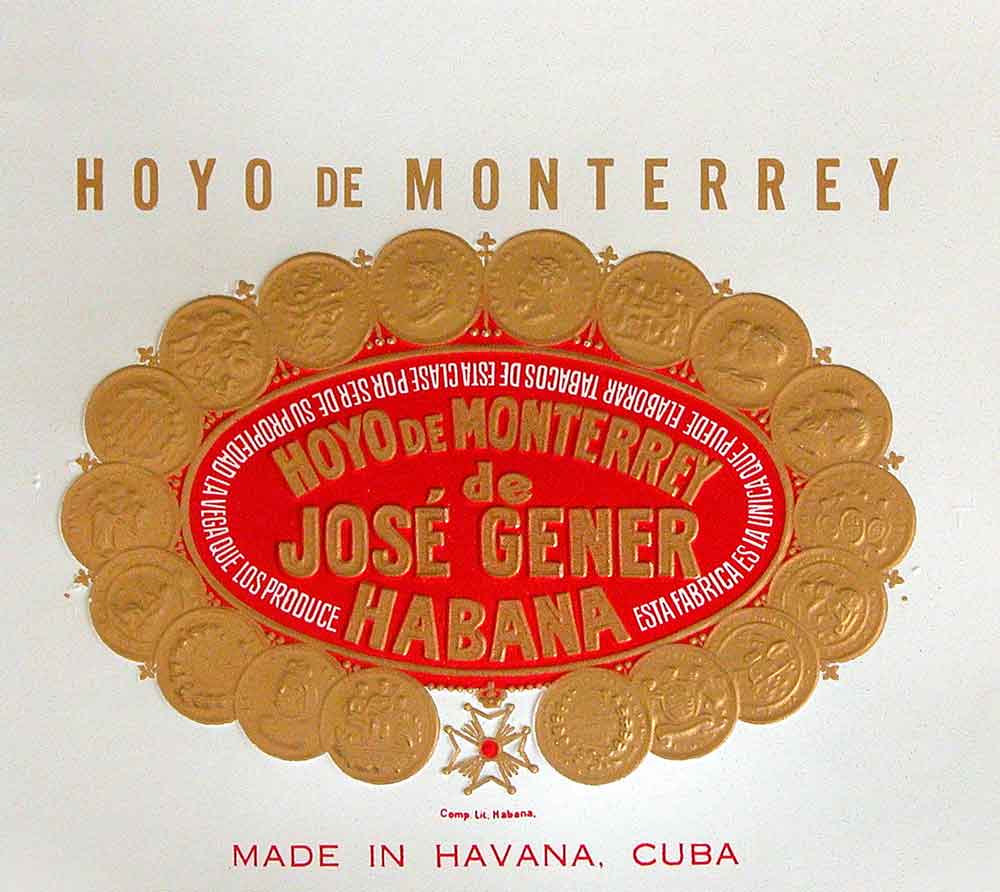 HOYO DE MONTERREY
ESTA FABRICA ES LA UNICA QUE PUEDE ELABORAR TABACOS DE ESTA CLASE POR SER DE SU PROPIEDAD LA VEGA QUE LOS PRODUCE
HOYO DE MONTERREY
de
JOSÉ GENER
HABANA
Comp. Lit. Habana.
MADE IN HAVANA, CUBA